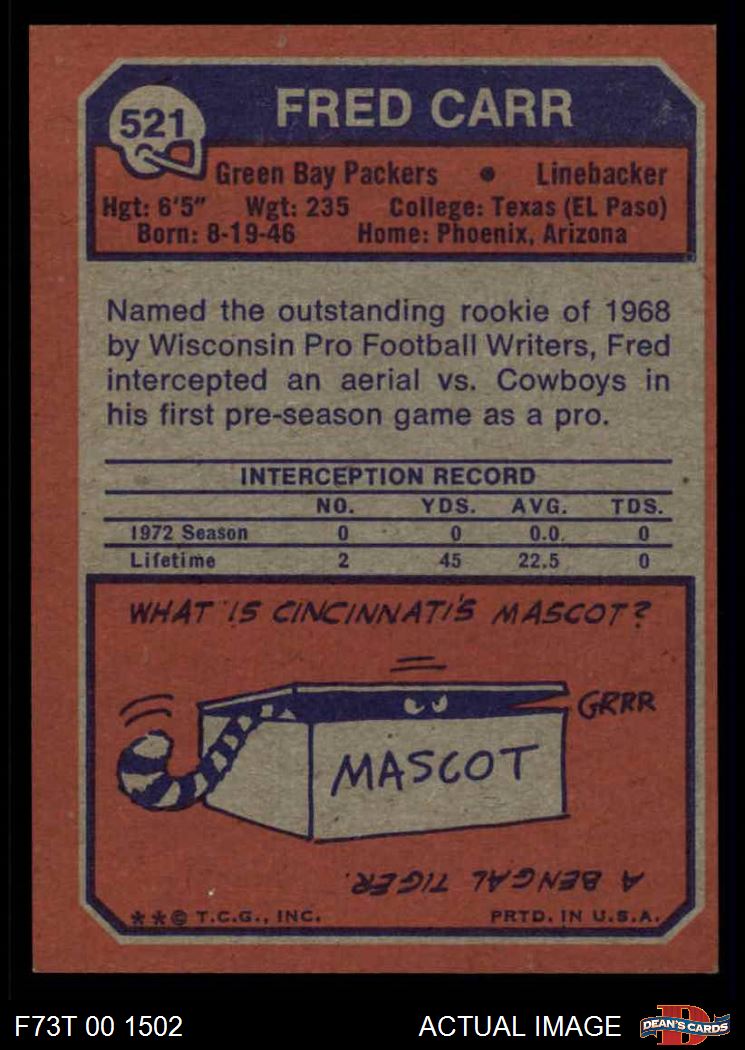 521
FRED CARR
Green Bay Packers • Linebacker
Hgt: 6'5" Wgt: 235 College: Texas (EL Paso)
Born: 8-19-46 Home: Phoenix, Arizona
Named the outstanding rookie of 1968
by Wisconsin Pro Football Writers, Fred
intercepted an aerial vs. Cowboys in
his first pre-season game as a pro.
INTERCEPTION RECORD
NO. YDS. AVG. TDS.
1972 Season 0 0 0.0 0
Lifetime 2 45 22.5 0
WHAT IS CINCINNATI'S MASCOT?
GRRR
MASCOT
A BENGAL TIGER.
**© T.C.G., INC. PRTD. IN U.S.A.
F73T 00 1502 ACTUAL IMAGE DEAN'S CARDS